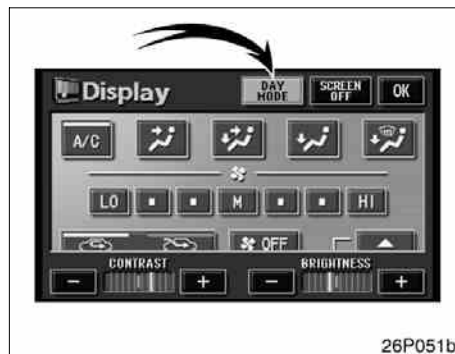 Display
DAY
MODE
SCREEN
OFF
OK
A/C
LO
M
HI
OFF
CONTRAST
BRIGHTNESS
- + - +
26P051b